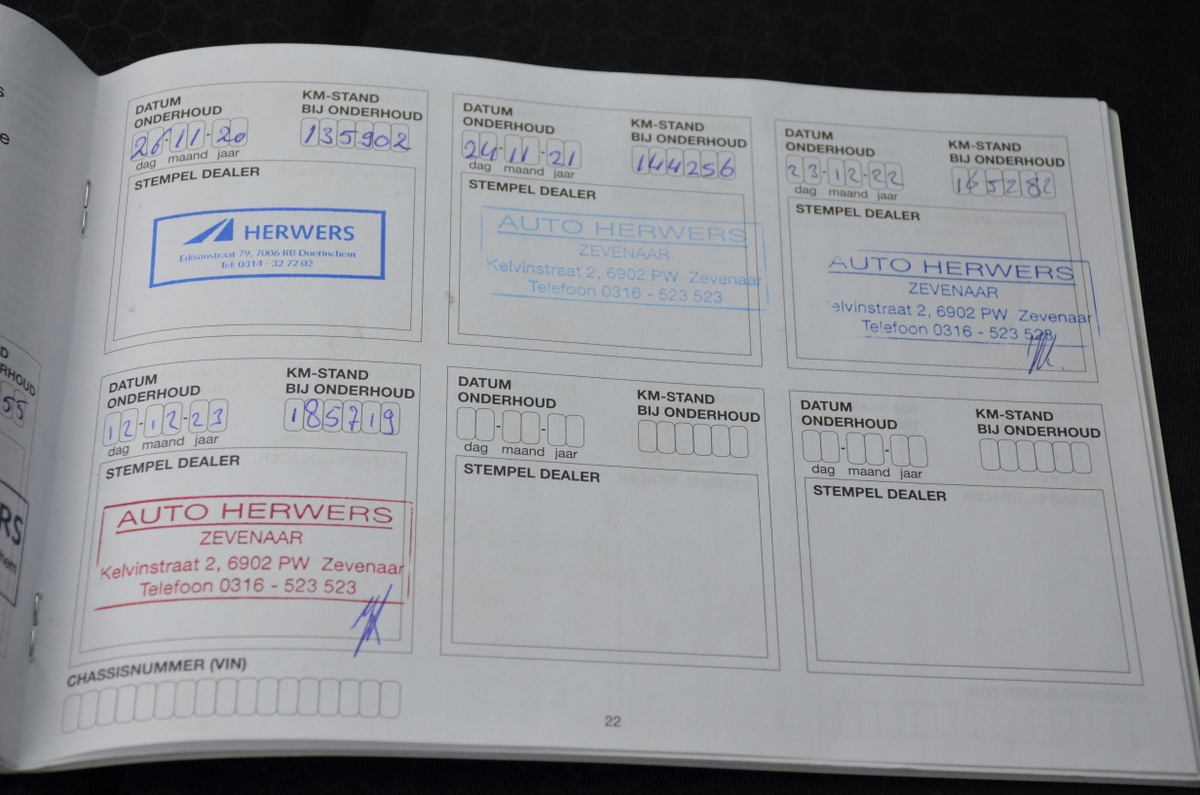 DATUM
ONDERHOUD
26-11-20
dag maand jaar
KM-STAND
BIJ ONDERHOUD
135902
STEMPEL DEALER
HERWERS
Edisonstraat 79, 7006 RB Doetinchem
Tel: 0314 - 32 72 02
DATUM
ONDERHOUD
24-11-21
dag maand jaar
KM-STAND
BIJ ONDERHOUD
144256
STEMPEL DEALER
AUTO HERWERS
ZEVENAAR
Kelvinstraat 2, 6902 PW Zevenaar
Telefoon 0316 - 523 523
DATUM
ONDERHOUD
23-12-22
dag maand jaar
KM-STAND
BIJ ONDERHOUD
165282
STEMPEL DEALER
AUTO HERWERS
ZEVENAAR
elvinstraat 2, 6902 PW Zevenaar
Telefoon 0316 - 523 523
DATUM
ONDERHOUD
12-12-23
dag maand jaar
KM-STAND
BIJ ONDERHOUD
185719
STEMPEL DEALER
AUTO HERWERS
ZEVENAAR
Kelvinstraat 2, 6902 PW Zevenaar
Telefoon 0316 - 523 523
DATUM
ONDERHOUD
dag maand jaar
KM-STAND
BIJ ONDERHOUD
STEMPEL DEALER
DATUM
ONDERHOUD
dag maand jaar
KM-STAND
BIJ ONDERHOUD
STEMPEL DEALER
CHASSISNUMMER (VIN)
22